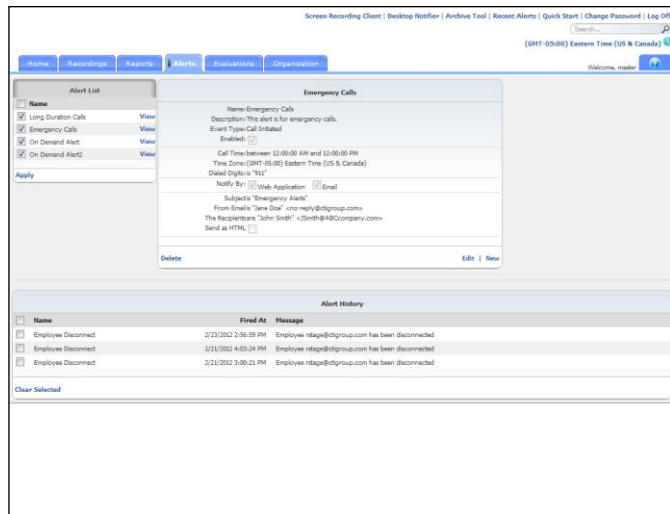 Screen Recording Client | Desktop Notifier | Archive Tool | Recent Alerts | Quick Start | Change Password | Log Off
Search...
(GMT-05:00) Eastern Time (US & Canada)
Home Recordings Reports Alerts Evaluations Organization
Welcome, master
Alert List
Name
Long Duration Calls View
Emergency Calls View
On Demand Alert View
On Demand Alert2 View
Apply
Emergency Calls
Name: Emergency Calls
Description: This alert is for emergency calls.
Event Type: Call Initiated
Enabled:
Call Time: between 12:00:00 AM and 12:00:00 PM
Time Zone: (GMT-05:00) Eastern Time (US & Canada)
Dialed Digits: is "911"
Notify By: Web Application Email
Subject is "Emergency Alerts"
From Email is "Jane Doe" <no-reply@ctigroup.com>
The Recipients are "John Smith" <JSmith@ABCcompany.com>
Send as HTML
Delete Edit | New
Alert History
Name Fired At Message
Employee Disconnect 2/23/2012 2:56:59 PM Employee rstage@ctigroup.com has been disconnected
Employee Disconnect 2/21/2012 4:03:24 PM Employee rstage@ctigroup.com has been disconnected
Employee Disconnect 2/21/2012 3:00:21 PM Employee rstage@ctigroup.com has been disconnected
Clear Selected